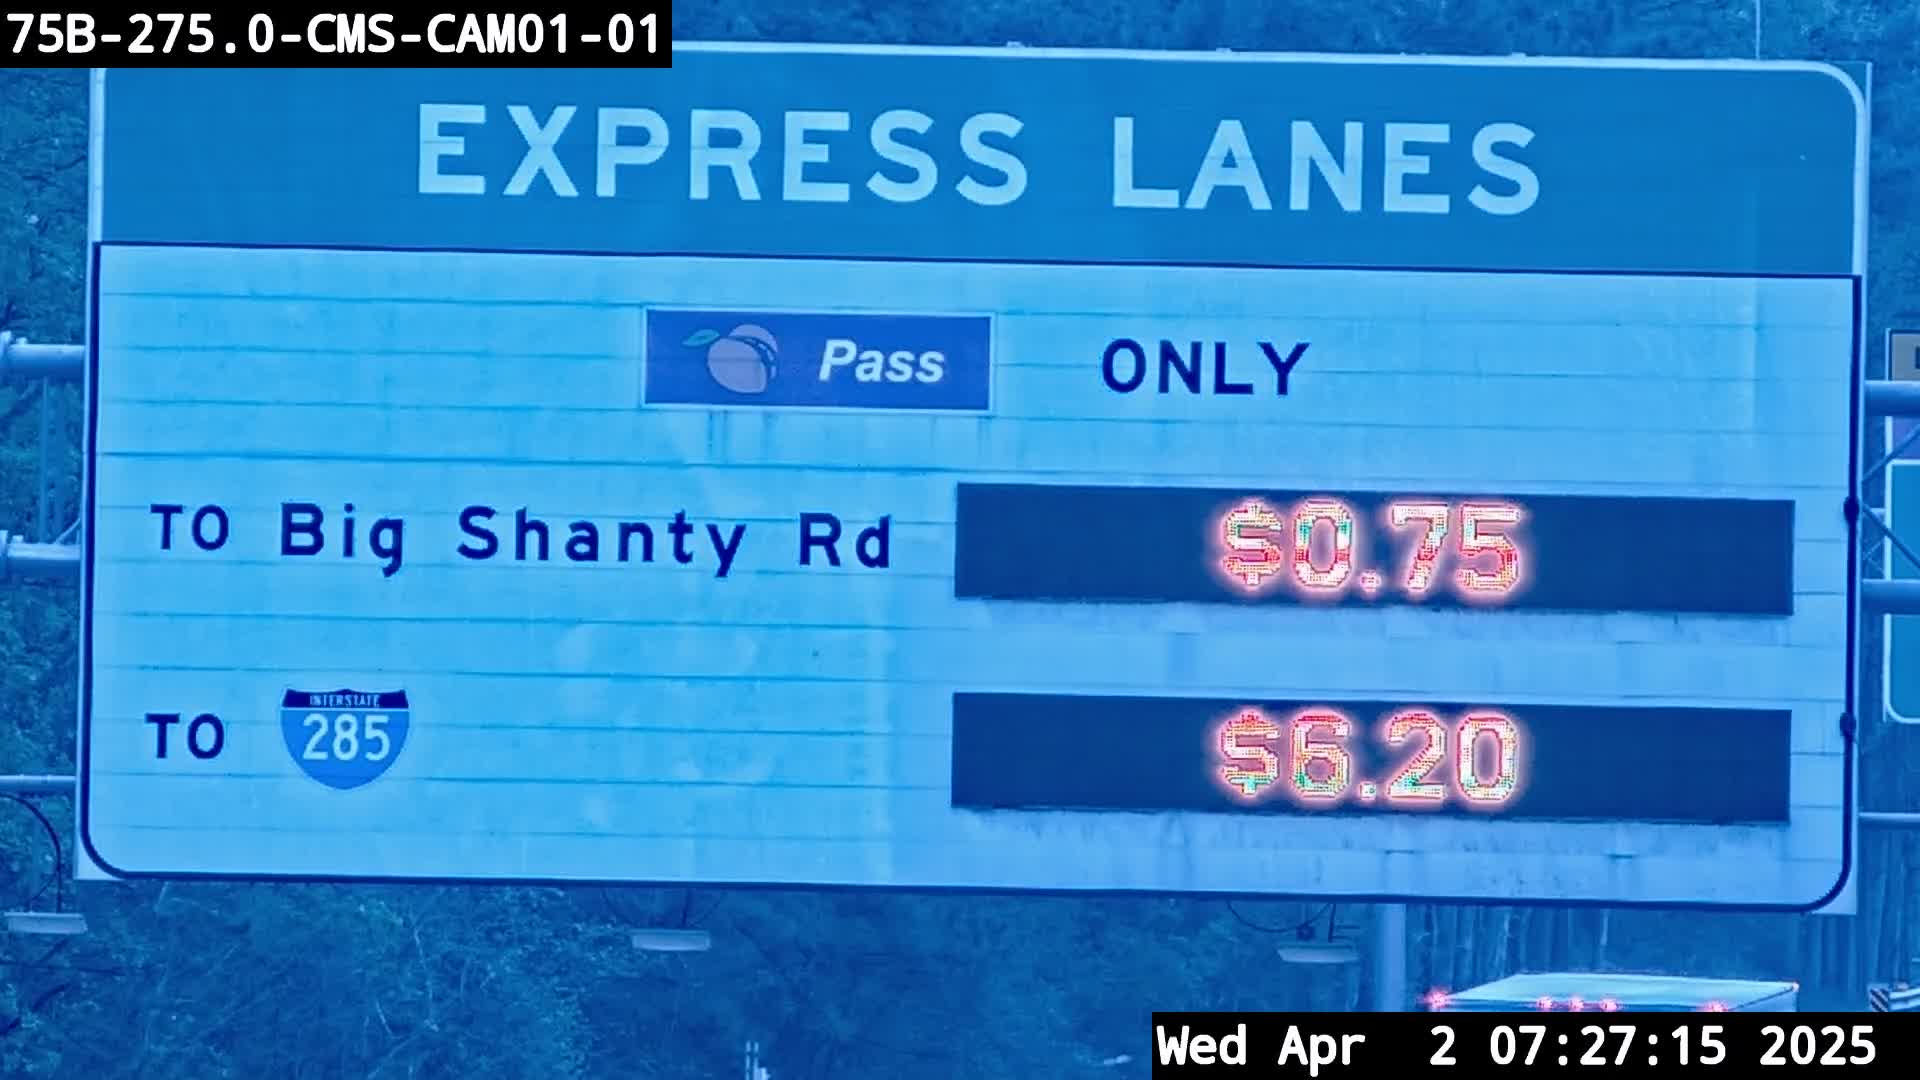 75B-275.0-CMS-CAM01-01
EXPRESS LANES
Pass ONLY
TO Big Shanty Rd $0.75
TO INTERSTATE 285 $6.20
Wed Apr 2 07:27:15 2025